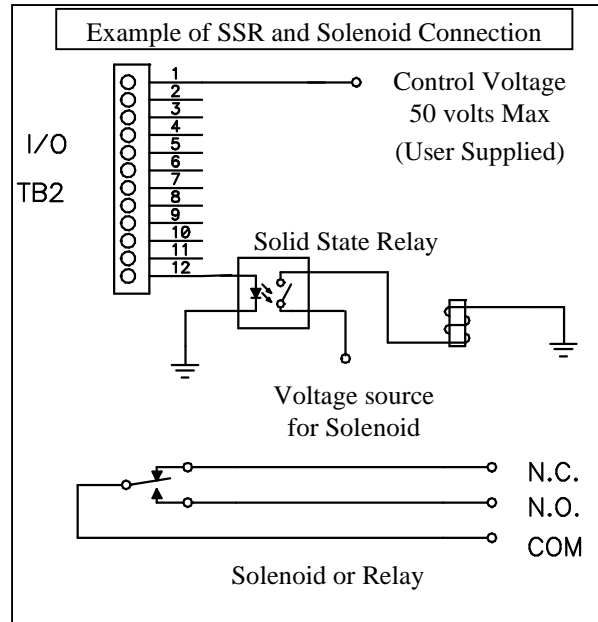 Example of SSR and Solenoid Connection
1
2
3
4
5
6
7
8
9
10
11
12
I/O
TB2
Control Voltage
50 volts Max
(User Supplied)
Solid State Relay
Voltage source
for Solenoid
N.C.
N.O.
COM
Solenoid or Relay